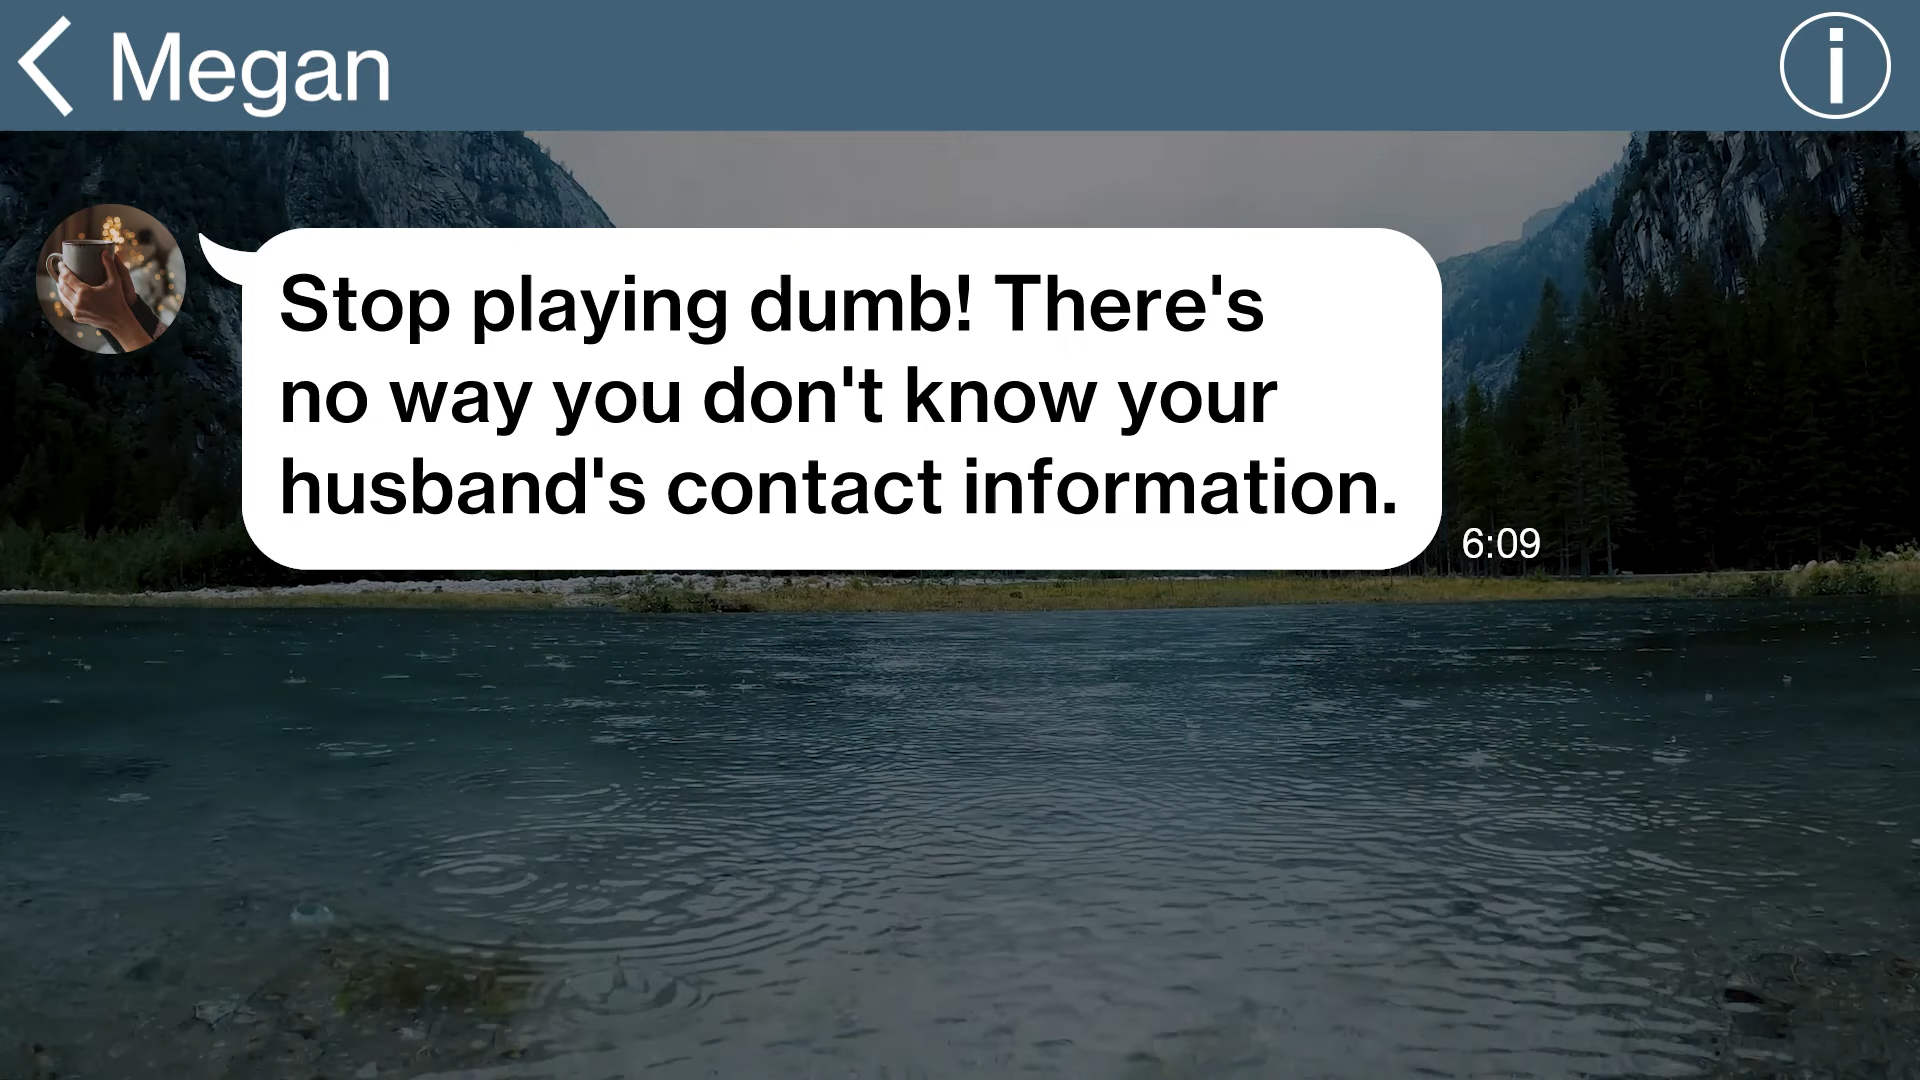 Megan
Stop playing dumb! There's
no way you don't know your
husband's contact information.
6:09